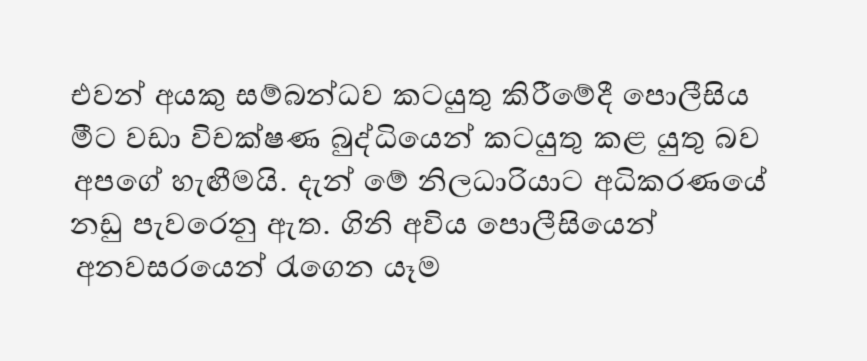 එවන් අයකු සම්බන්ධව කටයුතු කිරීමේදී පොලීසිය
මීට වඩා විචක්ෂණ බුද්ධියෙන් කටයුතු කළ යුතු බව
අපගේ හැඟීමයි. දැන් මේ නිලධාරියාට අධිකරණයේ
නඩු පැවරෙනු ඇත. ගිනි අවිය පොලීසියෙන්
අනවසරයෙන් රැගෙන යෑම